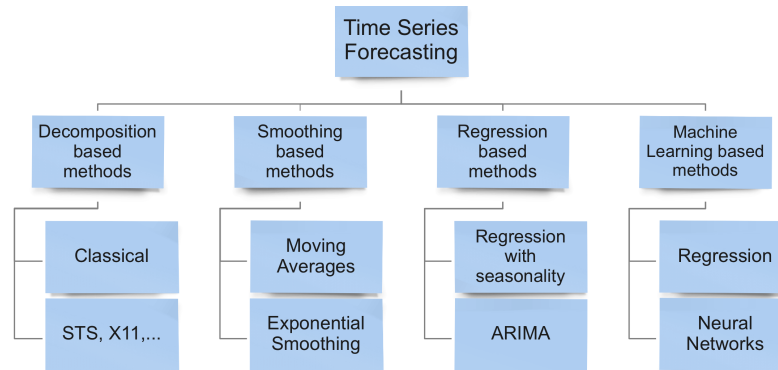 Time Series
Forecasting
Decomposition
based
methods
Smoothing
based
methods
Regression
based
methods
Machine
Learning based
methods
Classical
Moving
Averages
Regression
with
seasonality
Regression
STS, X11,...
Exponential
Smoothing
ARIMA
Neural
Networks